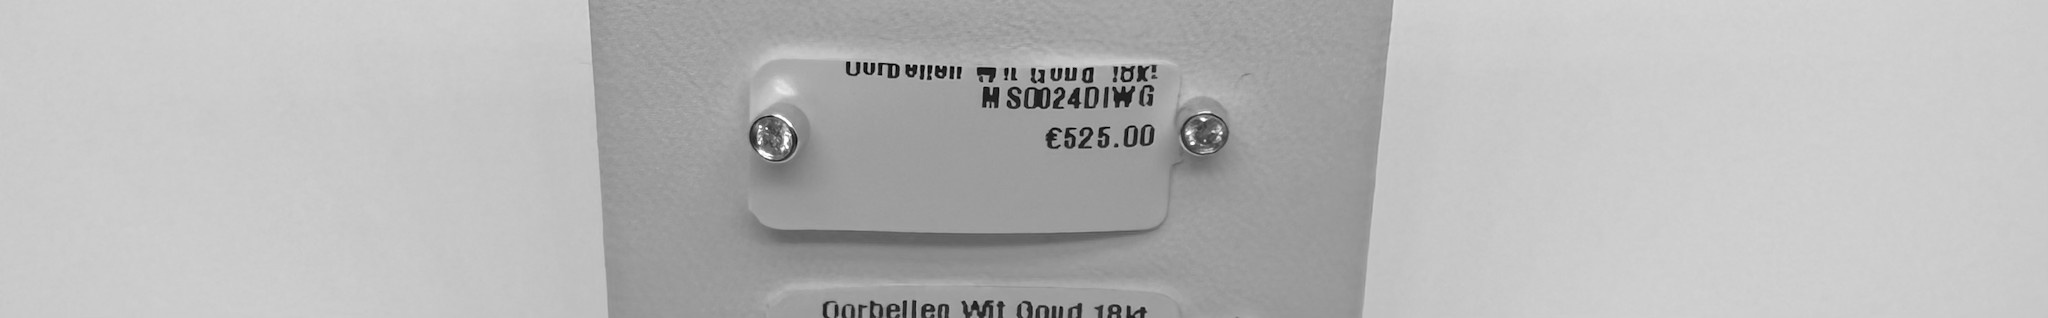 Oorbellen Wit Goud 18kt
MS0024DIWG
€525.00
Oorbellen Wit Goud 18kt